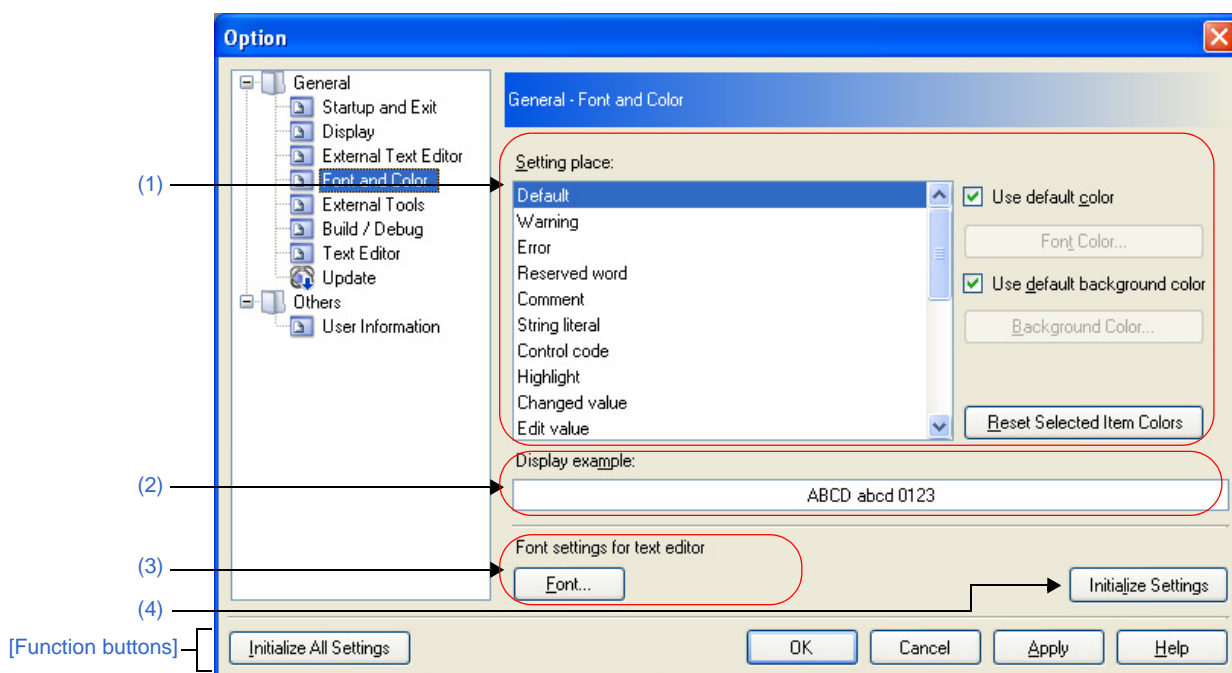 Option
General
Startup and Exit
Display
External Text Editor
Font and Color
External Tools
Build / Debug
Text Editor
Update
Others
User Information
General - Font and Color
(1)
Setting place:
Default
Warning
Error
Reserved word
Comment
String literal
Control code
Highlight
Changed value
Edit value
Use default color
Font Color...
Use default background color
Background Color...
Reset Selected Item Colors
(2)
Display example:
ABCD abcd 0123
(3)
Font settings for text editor
Font...
(4)
Initialize Settings
[Function buttons]
Initialize All Settings
OK
Cancel
Apply
Help